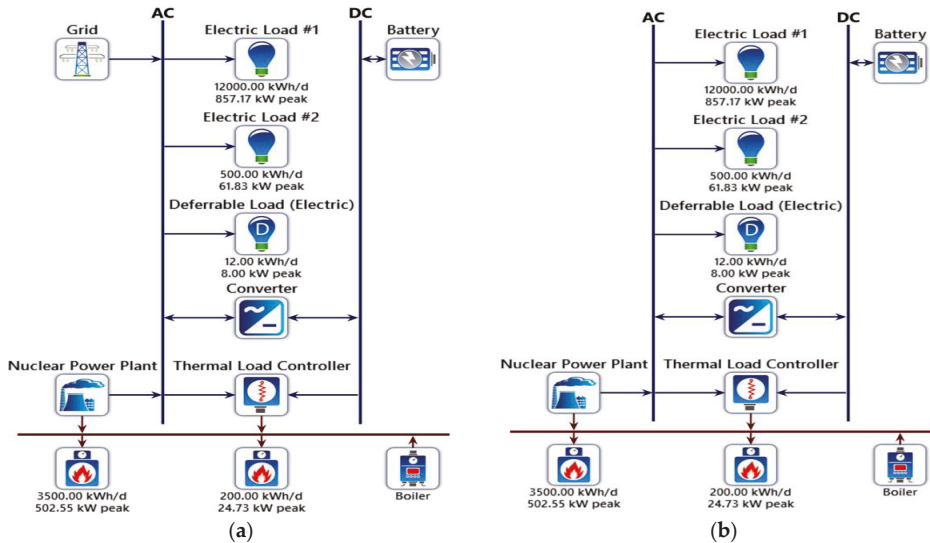 AC
DC
Grid
Electric Load #1
Battery
12000.00 kWh/d
857.17 kW peak
Electric Load #2
500.00 kWh/d
61.83 kW peak
Deferrable Load (Electric)
D
12.00 kWh/d
8.00 kW peak
Converter
Nuclear Power Plant
Thermal Load Controller
3500.00 kWh/d
502.55 kW peak
200.00 kWh/d
24.73 kW peak
Boiler
(a)
AC
DC
Electric Load #1
Battery
12000.00 kWh/d
857.17 kW peak
Electric Load #2
500.00 kWh/d
61.83 kW peak
Deferrable Load (Electric)
D
12.00 kWh/d
8.00 kW peak
Converter
Nuclear Power Plant
Thermal Load Controller
3500.00 kWh/d
502.55 kW peak
200.00 kWh/d
24.73 kW peak
Boiler
(b)